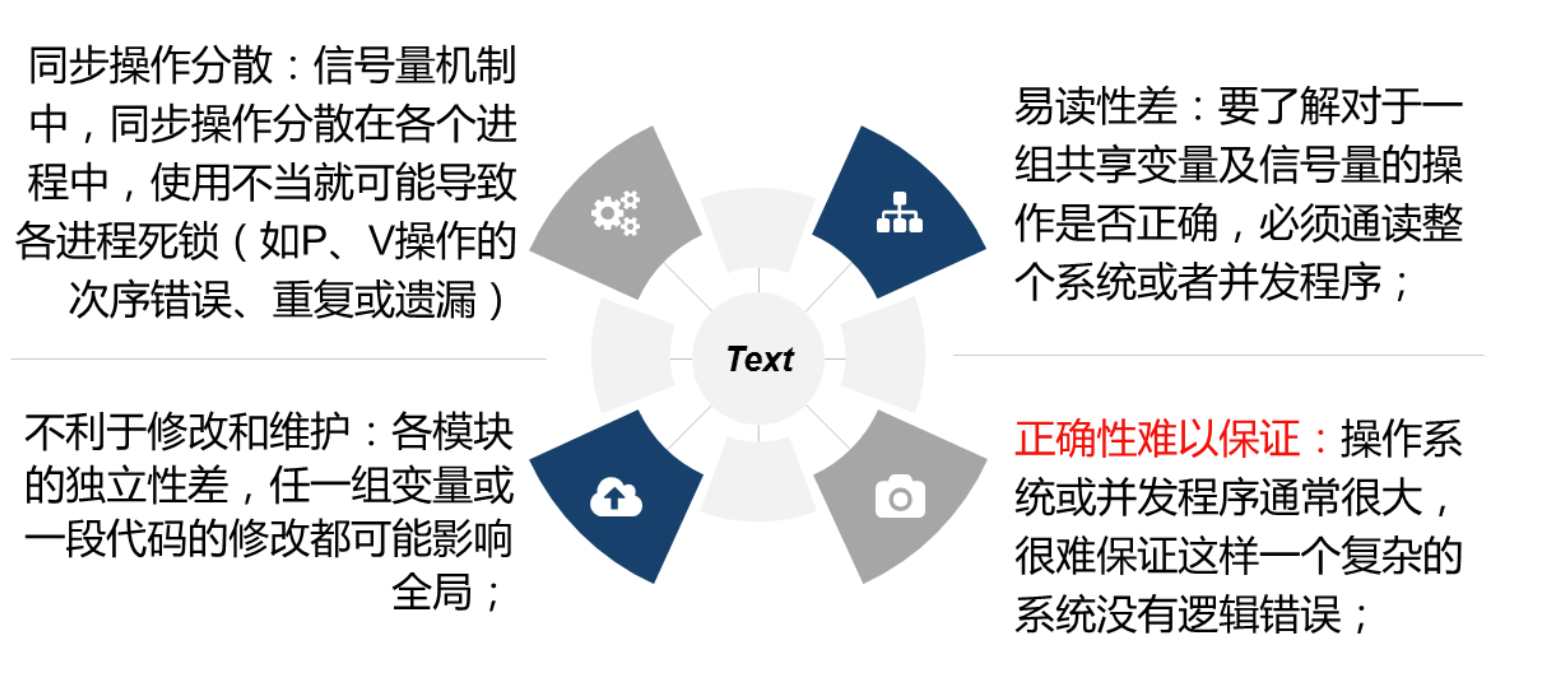 同步操作分散：信号量机制
中，同步操作分散在各个进
程中，使用不当就可能导致
各进程死锁（如P、V操作的
次序错误、重复或遗漏）
易读性差：要了解对于一
组共享变量及信号量的操
作是否正确，必须通读整
个系统或者并发程序；
Text
不利于修改和维护：各模块
的独立性差，任一组变量或
一段代码的修改都可能影响
全局；
正确性难以保证：操作系
统或并发程序通常很大，
很难保证这样一个复杂的
系统没有逻辑错误；